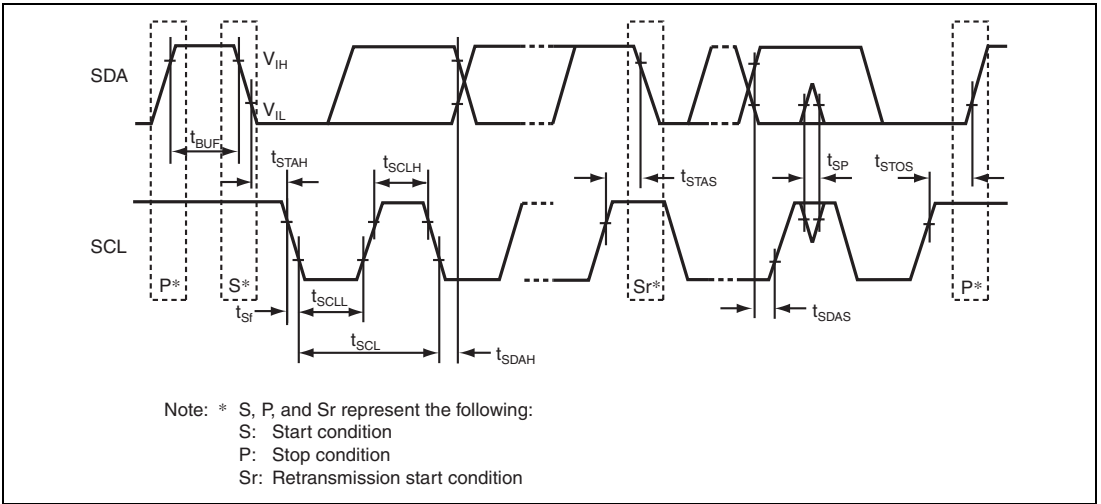 SDA
V_IH
V_IL
t_BUF
t_STAH
t_SCLH
t_STAS
t_SP
t_STOS
SCL
P*
S*
Sr*
P*
t_Sf
t_SCLL
t_SCL
t_SDAH
t_SDAS
Note: * S, P, and Sr represent the following:
S: Start condition
P: Stop condition
Sr: Retransmission start condition